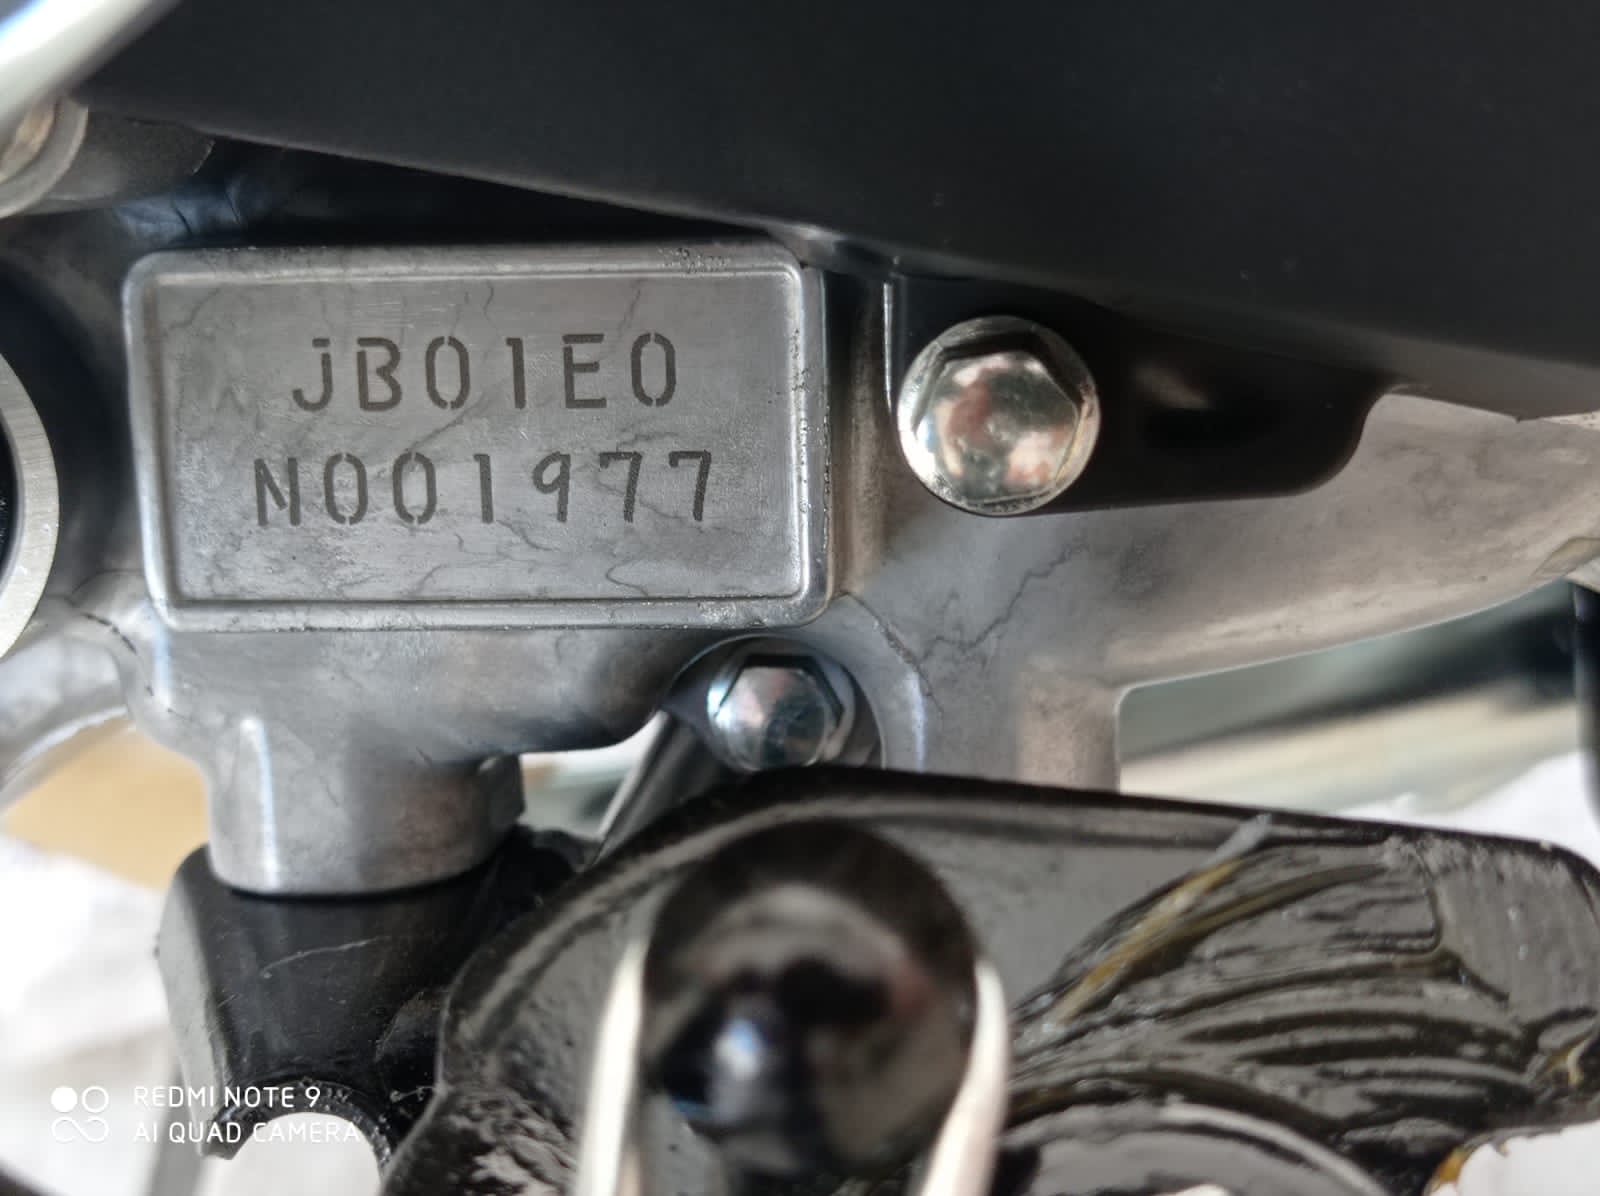 JB01E0
N001977
REDMI NOTE 9
AI QUAD CAMERA